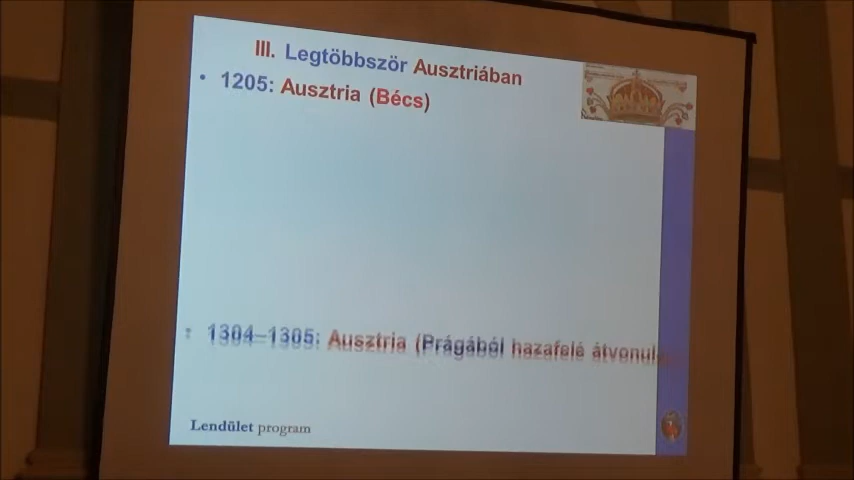 III. Legtöbbször Ausztriában
• 1205: Ausztria (Bécs)
• 1304–1305: Ausztria (Prágából hazafelé
Lendület program